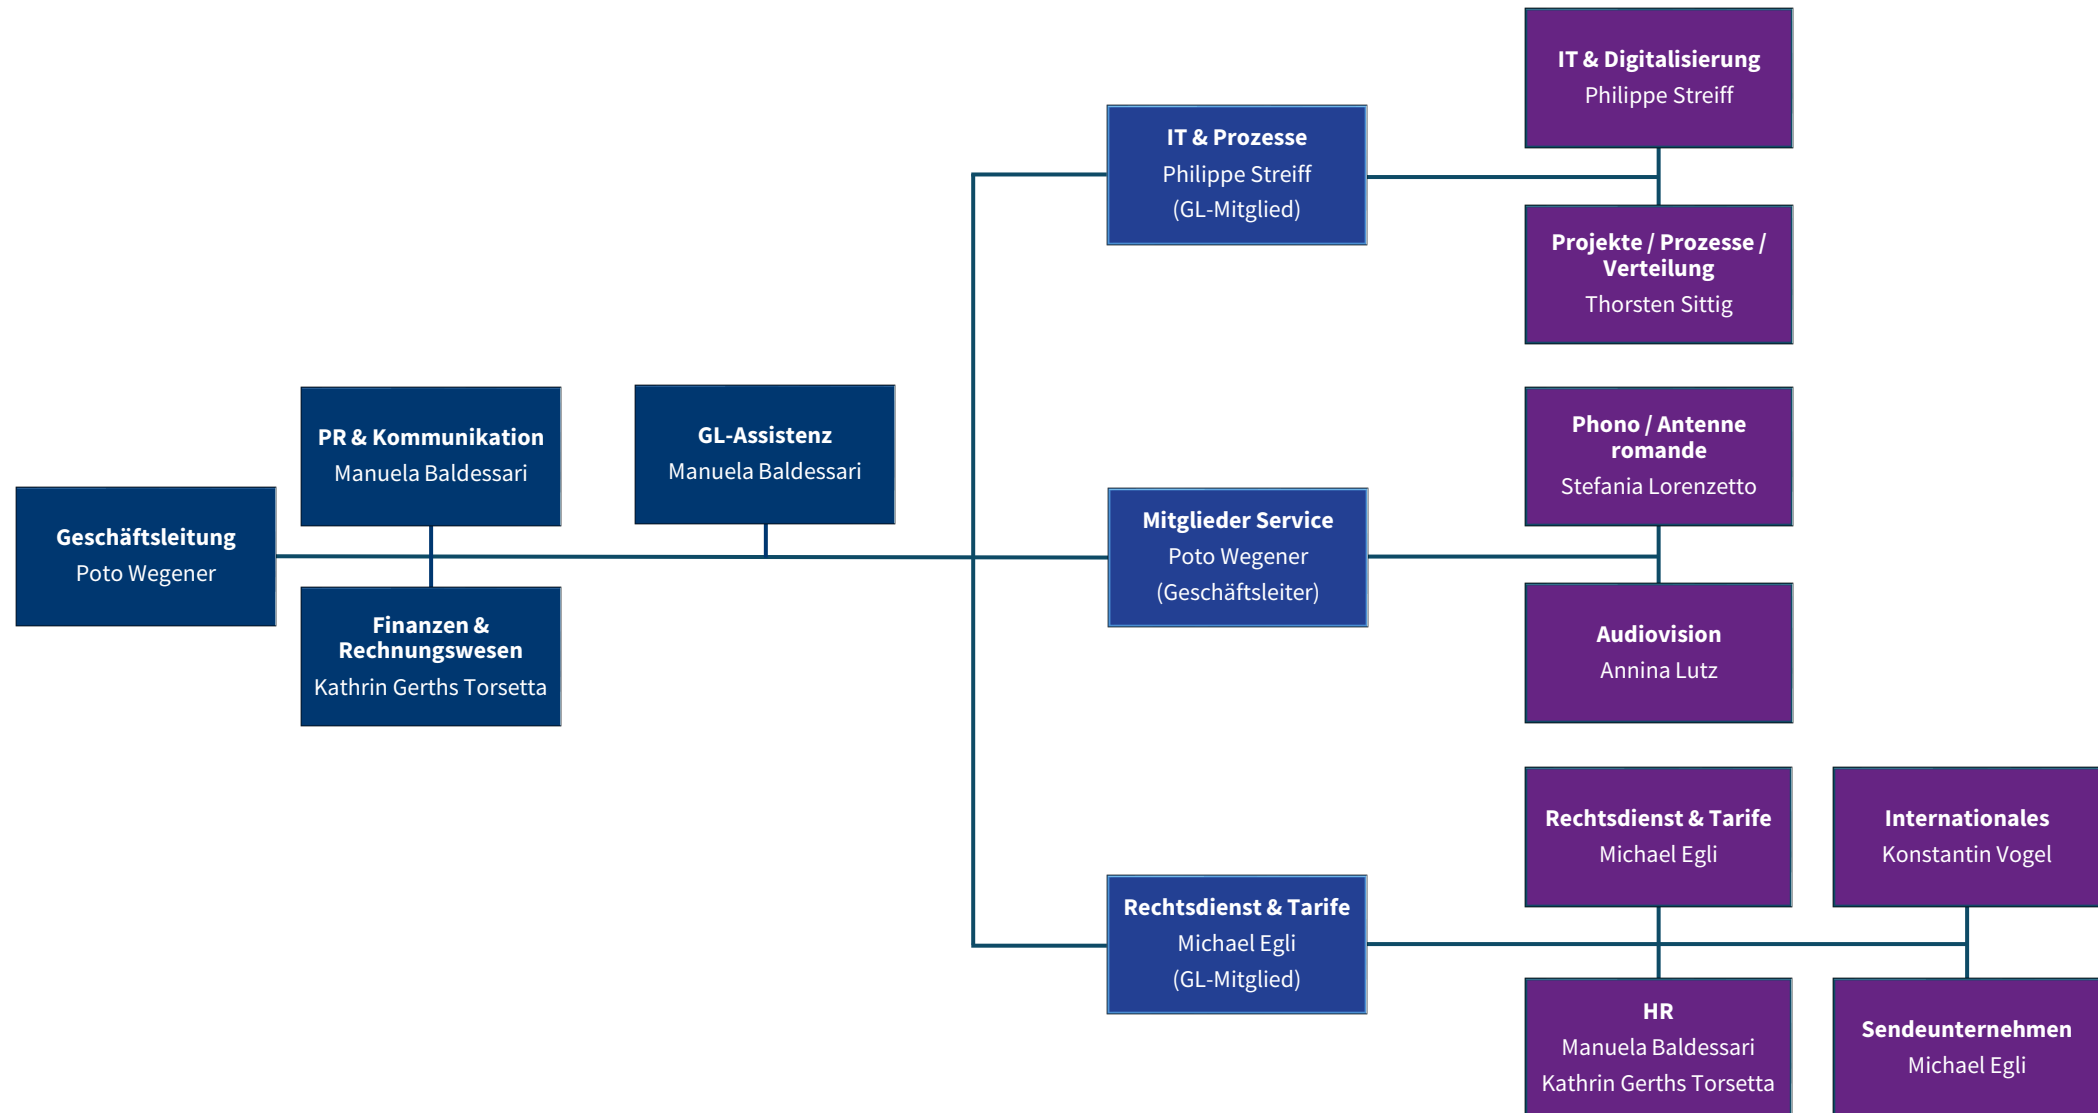 Geschäftsleitung
Poto Wegener
PR & Kommunikation
Manuela Baldessari
Finanzen &
Rechnungswesen
Kathrin Gerths Torsetta
GL-Assistenz
Manuela Baldessari
IT & Prozesse
Philippe Streiff
(GL-Mitglied)
IT & Digitalisierung
Philippe Streiff
Projekte / Prozesse /
Verteilung
Thorsten Sittig
Mitglieder Service
Poto Wegener
(Geschäftsleiter)
Phono / Antenne
romande
Stefania Lorenzetto
Audiovision
Annina Lutz
Rechtsdienst & Tarife
Michael Egli
(GL-Mitglied)
Rechtsdienst & Tarife
Michael Egli
Internationales
Konstantin Vogel
HR
Manuela Baldessari
Kathrin Gerths Torsetta
Sendeunternehmen
Michael Egli